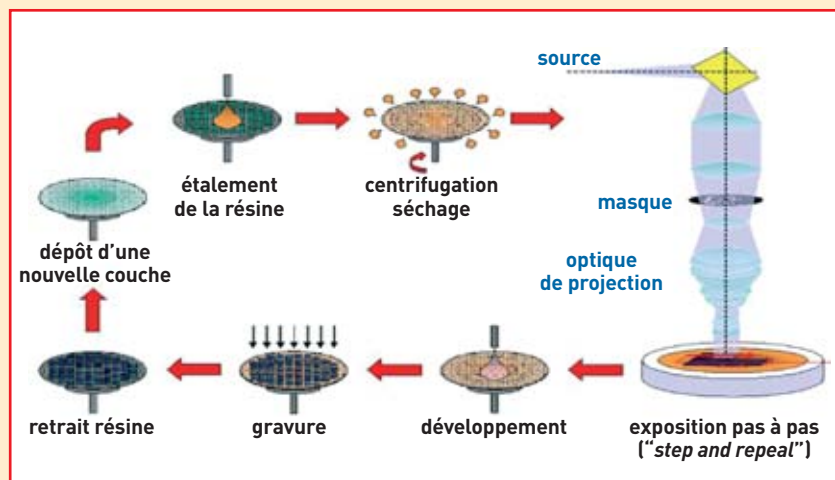 source
étalement
de la résine
centrifugation
séchage
masque
dépôt d'une
nouvelle couche
optique
de projection
retrait résine
gravure
développement
exposition pas à pas
("step and repeal")